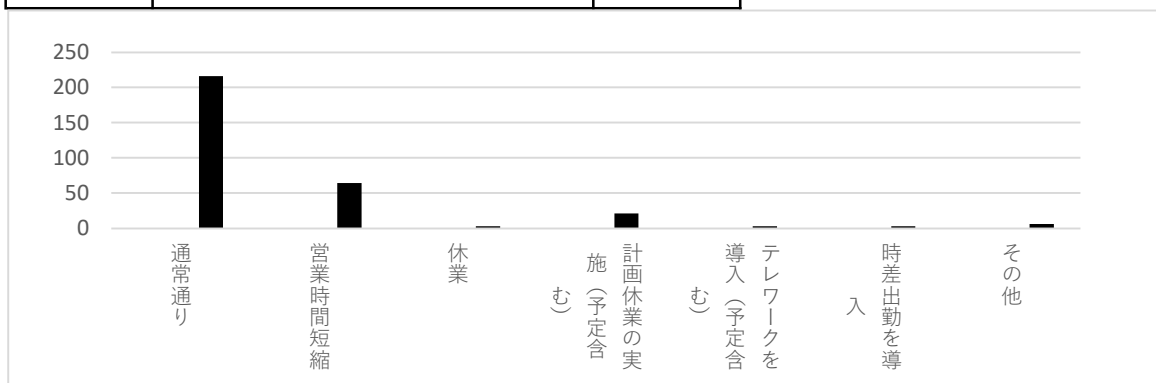 250
200
150
100
50
0
通常通り
営業時間短縮
休業
計画休業の実
施（予定含
む）
テレワークを
導入（予定含
む）
時差出勤を導
入
その他